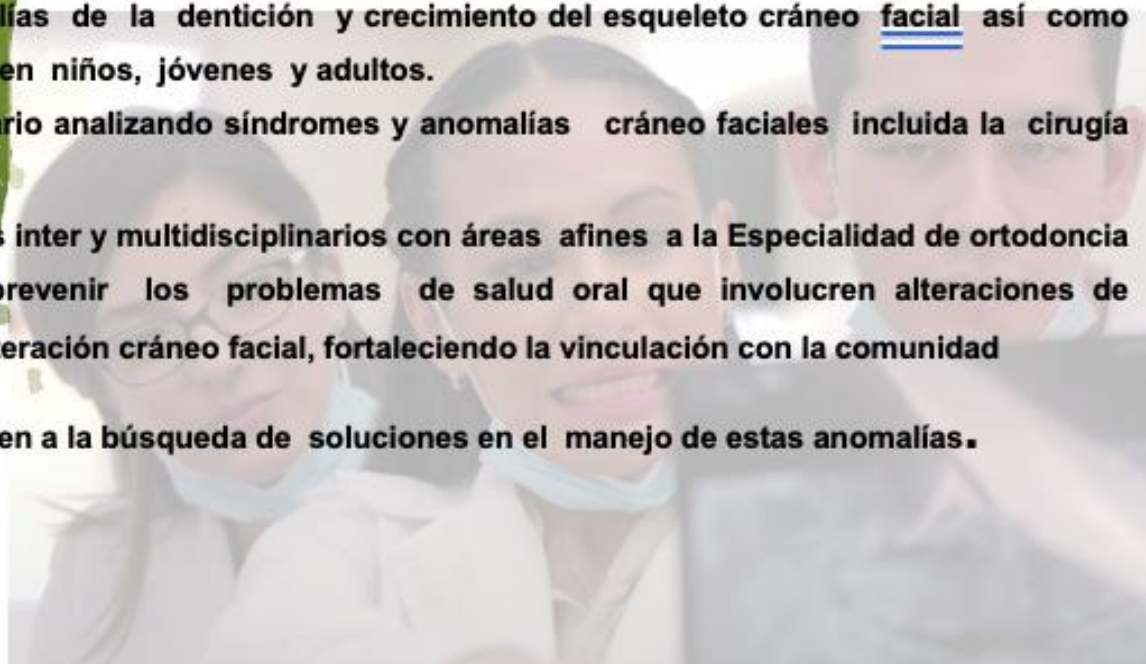 lías de la dentición y crecimiento del esqueleto cráneo facial así como
en niños, jóvenes y adultos.
rio analizando síndromes y anomalías cráneo faciales incluida la cirugía
s inter y multidisciplinarios con áreas afines a la Especialidad de ortodoncia
prevenir los problemas de salud oral que involucren alteraciones de
eración cráneo facial, fortaleciendo la vinculación con la comunidad
en a la búsqueda de soluciones en el manejo de estas anomalías.